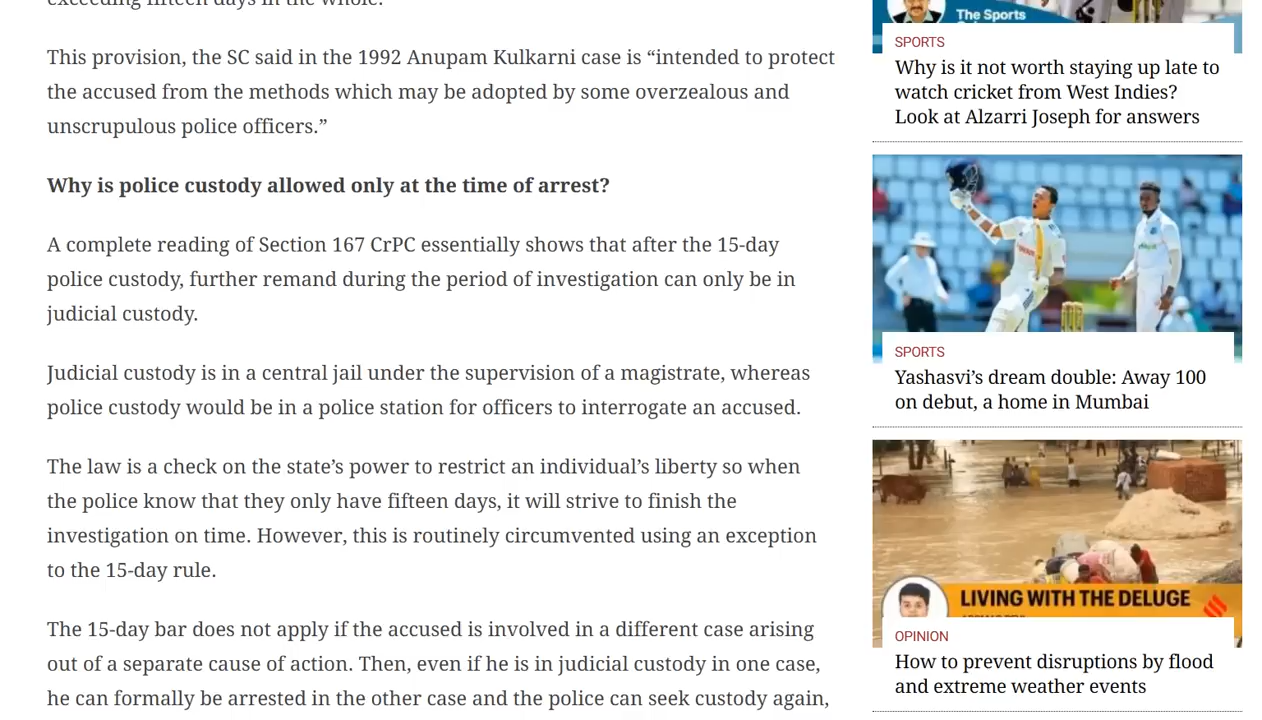 exceeding fifteen days in the whole.
This provision, the SC said in the 1992 Anupam Kulkarni case is “intended to protect
the accused from the methods which may be adopted by some overzealous and
unscrupulous police officers.”
Why is police custody allowed only at the time of arrest?
A complete reading of Section 167 CrPC essentially shows that after the 15-day
police custody, further remand during the period of investigation can only be in
judicial custody.
Judicial custody is in a central jail under the supervision of a magistrate, whereas
police custody would be in a police station for officers to interrogate an accused.
The law is a check on the state’s power to restrict an individual’s liberty so when
the police know that they only have fifteen days, it will strive to finish the
investigation on time. However, this is routinely circumvented using an exception
to the 15-day rule.
The 15-day bar does not apply if the accused is involved in a different case arising
out of a separate cause of action. Then, even if he is in judicial custody in one case,
he can formally be arrested in the other case and the police can seek custody again,
The Sports
SPORTS
Why is it not worth staying up late to
watch cricket from West Indies?
Look at Alzarri Joseph for answers
SPORTS
Yashasvi’s dream double: Away 100
on debut, a home in Mumbai
LIVING WITH THE DELUGE
OPINION
How to prevent disruptions by flood
and extreme weather events